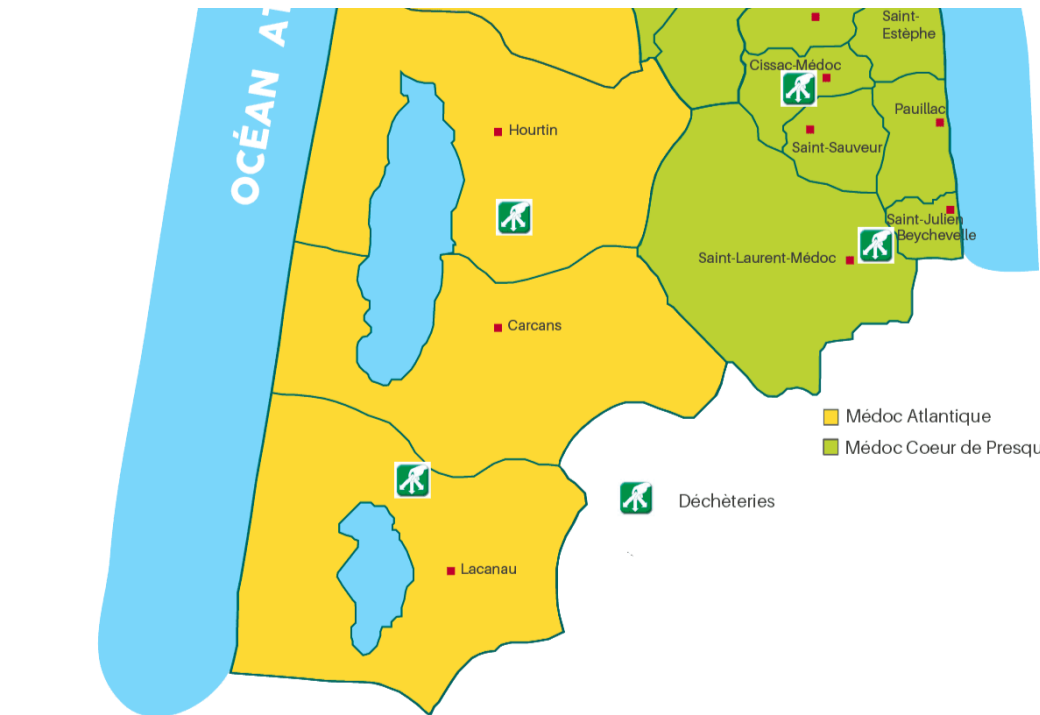 OCÉAN AT
Saint-
Estèphe
Cissac-Médoc
Pauillac
Hourtin
Saint-Sauveur
Saint-Julien
Beychevelle
Saint-Laurent-Médoc
Carcans
Médoc Atlantique
Médoc Coeur de Presqu
Déchèteries
Lacanau